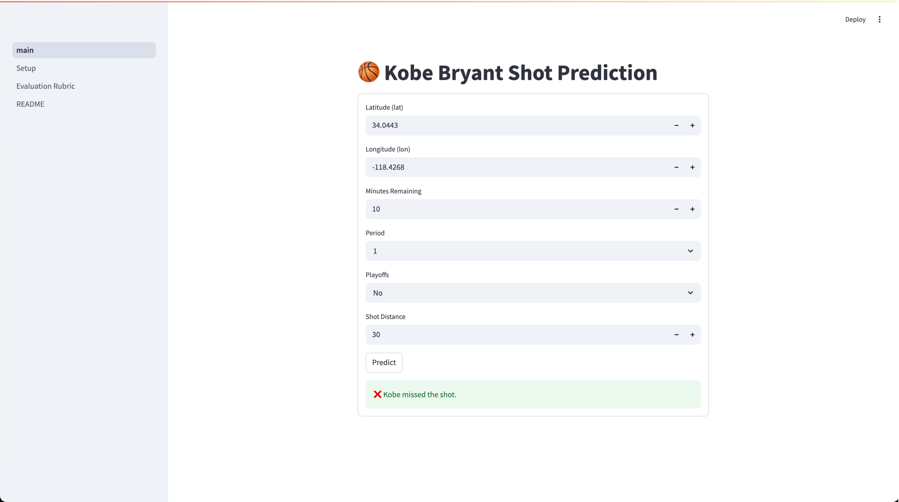 Deploy
main
Setup
Evaluation Rubric
README
🏀 Kobe Bryant Shot Prediction
Latitude (lat)
34.0443
Longitude (lon)
-118.4268
Minutes Remaining
10
Period
1
Playoffs
No
Shot Distance
30
Predict
❌ Kobe missed the shot.